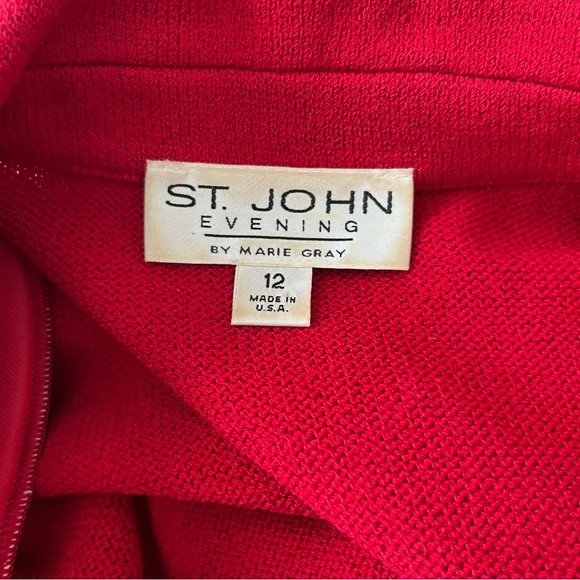 ST. JOHN
EVENING
BY MARIE GRAY
12
MADE IN
U.S.A.